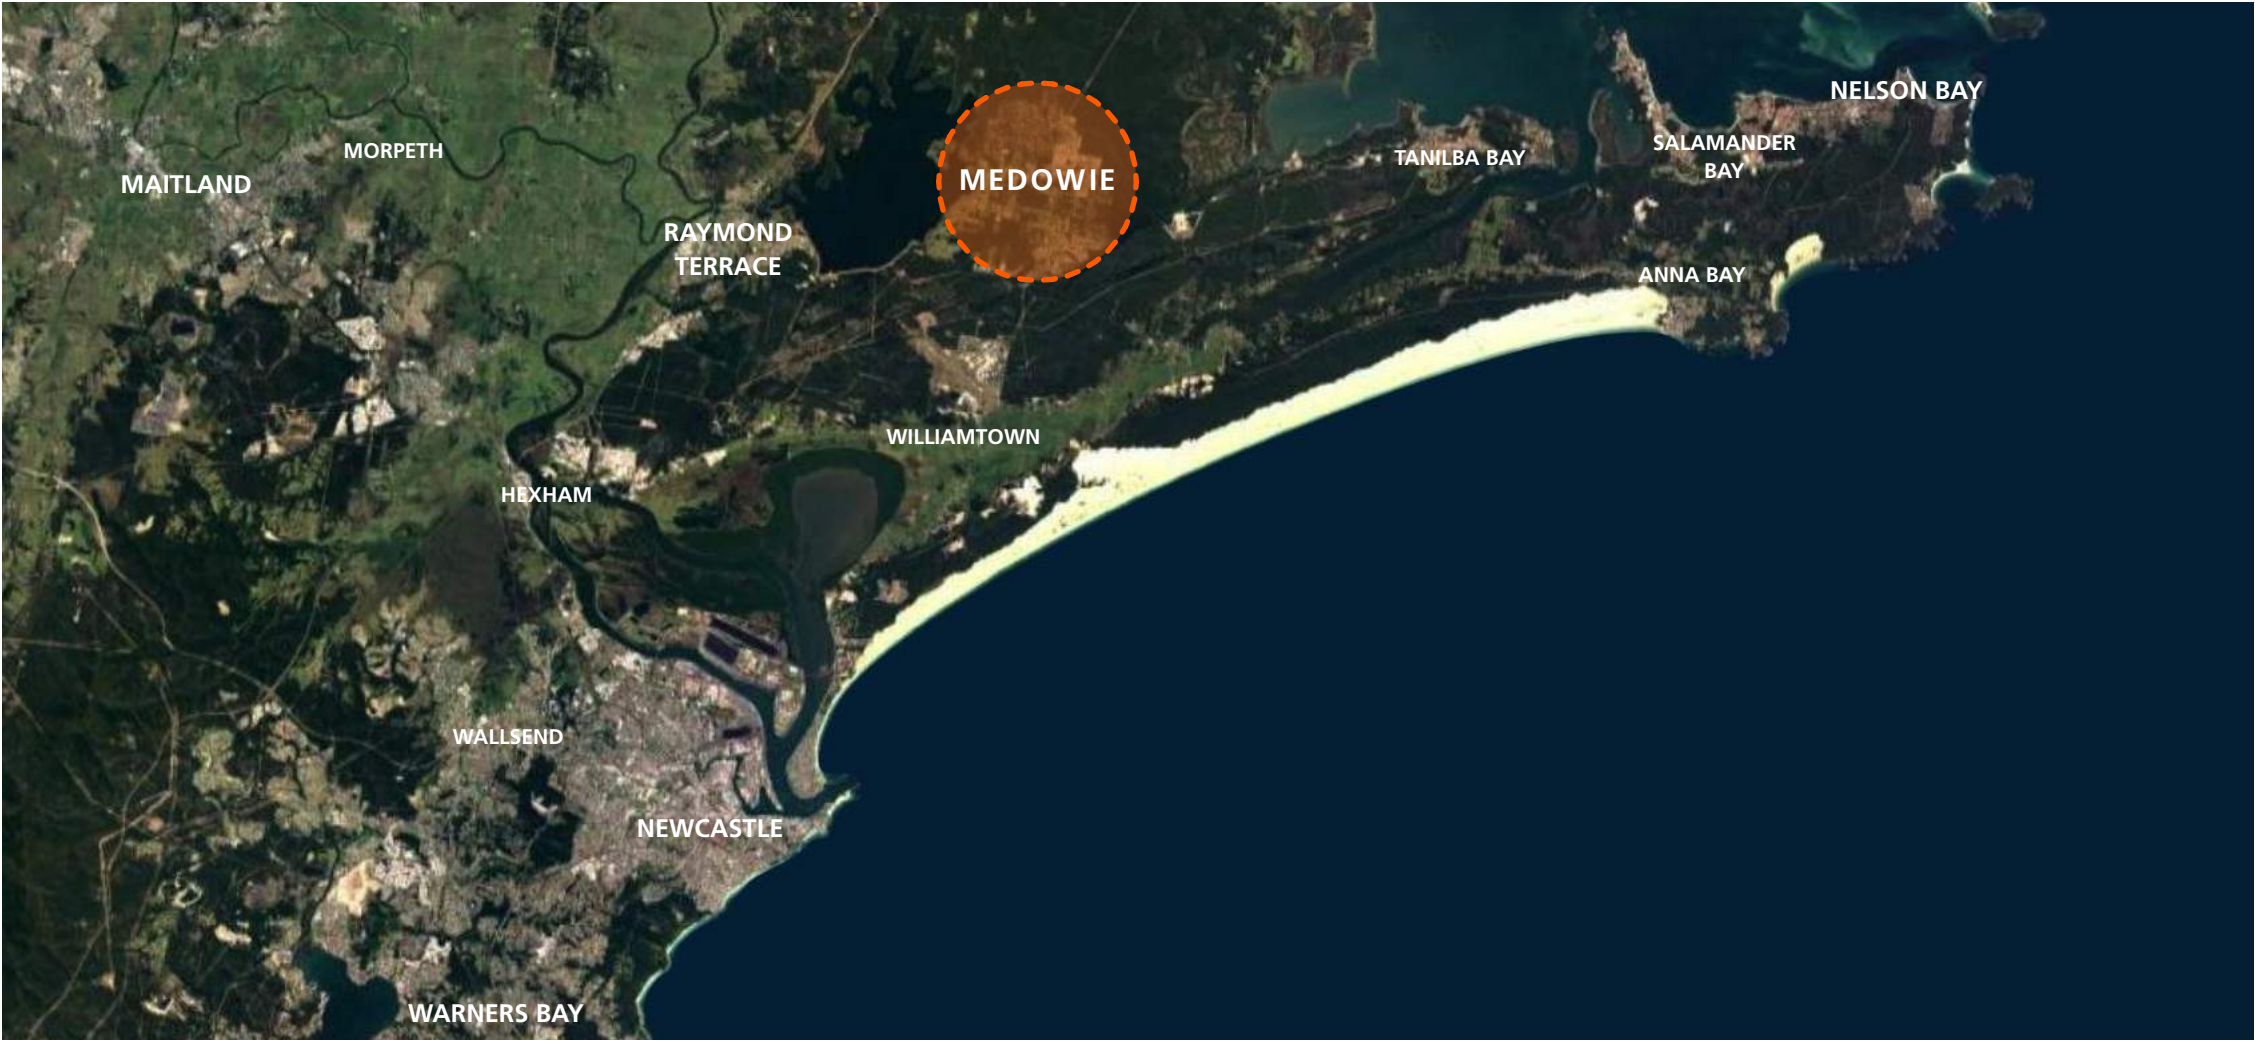 NELSON BAY
MORPETH
SALAMANDER
BAY
TANILBA BAY
MAITLAND
MEDOWIE
RAYMOND
TERRACE
ANNA BAY
WILLIAMTOWN
HEXHAM
WALLSEND
NEWCASTLE
WARNERS BAY